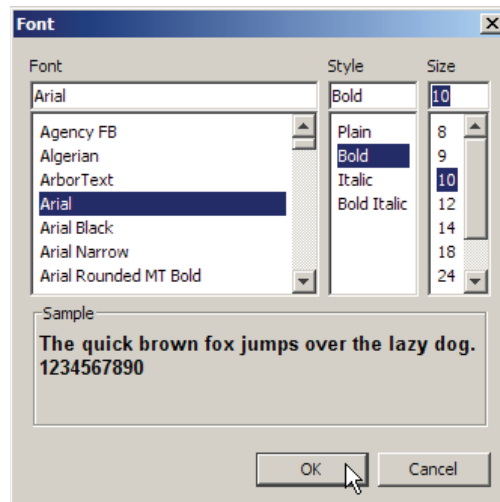 Font
Font Style Size
Arial Bold 10
Agency FB Plain 8
Algerian Bold 9
ArborText Italic 10
Arial Bold Italic 12
Arial Black 14
Arial Narrow 18
Arial Rounded MT Bold 24
Sample
The quick brown fox jumps over the lazy dog.
1234567890
OK Cancel